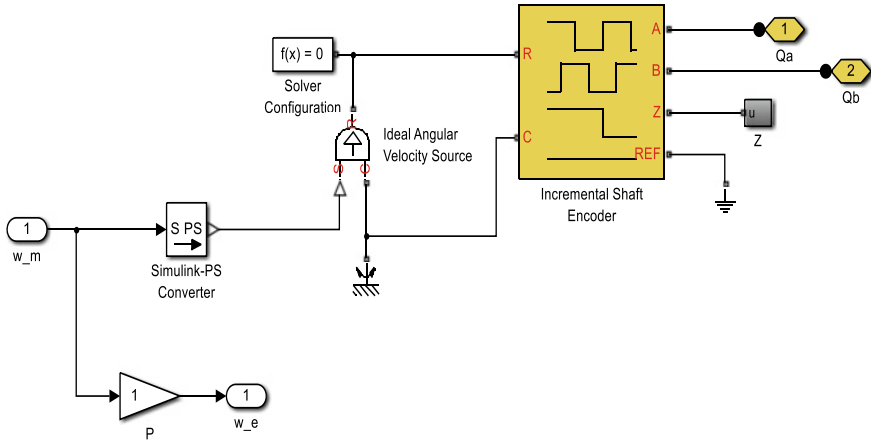 A
1
Qa
f(x) = 0
R
B
2
Qb
Solver
Configuration
Z
u
Z
R
Ideal Angular
Velocity Source
C
REF
S
C
Incremental Shaft
Encoder
1
w_m
S PS
Simulink-PS
Converter
1
P
1
w_e